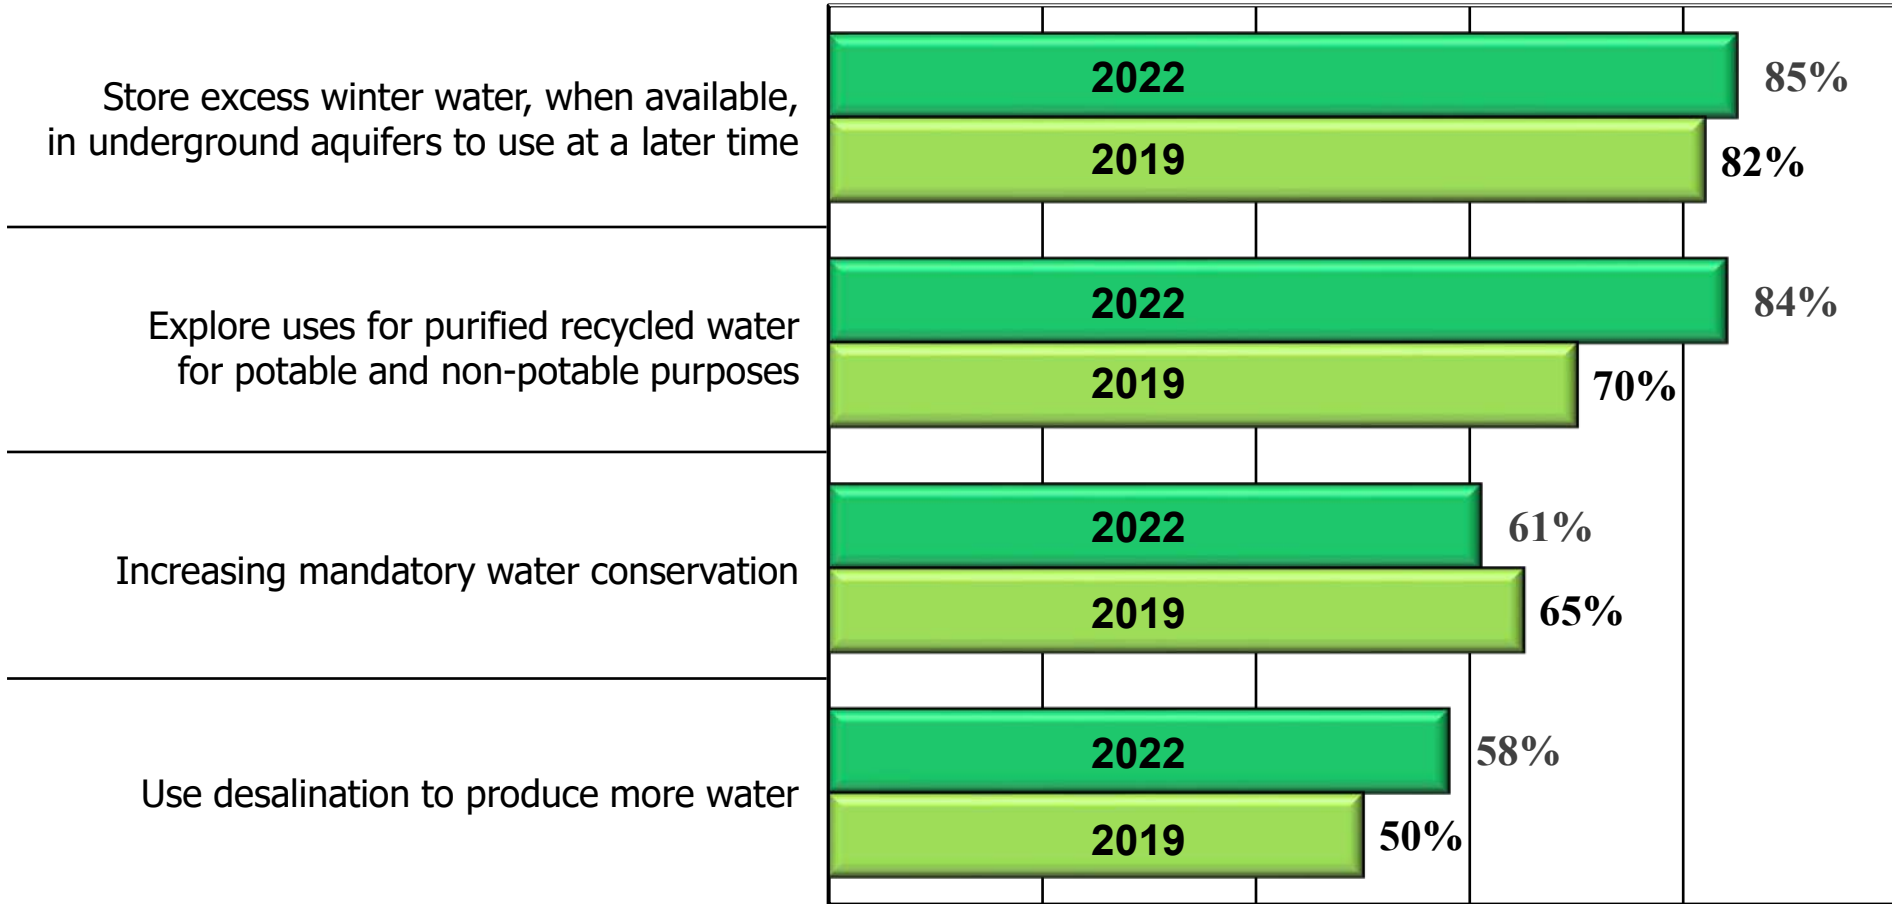 Store excess winter water, when available,
in underground aquifers to use at a later time
2022
85%
2019
82%
Explore uses for purified recycled water
for potable and non-potable purposes
2022
84%
2019
70%
Increasing mandatory water conservation
2022
61%
2019
65%
Use desalination to produce more water
2022
58%
2019
50%